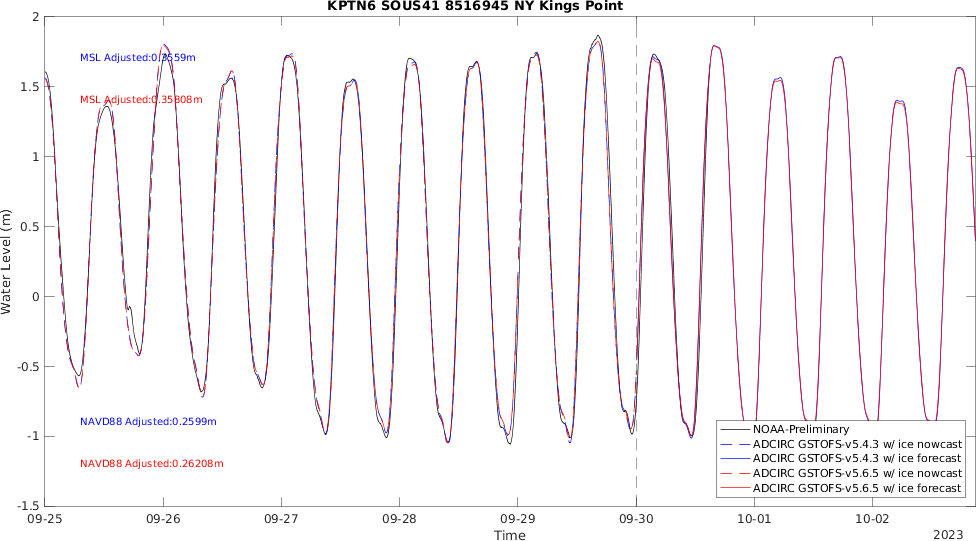 KPTN6 SOUS41 8516945 NY Kings Point
2
1.5
1
0.5
0
-0.5
-1
-1.5
Water Level (m)
MSL Adjusted:0.3559m
MSL Adjusted:0.35808m
NAVD88 Adjusted:0.2599m
NAVD88 Adjusted:0.26208m
NOAA-Preliminary
ADCIRC GSTOFS-v5.4.3 w/ ice nowcast
ADCIRC GSTOFS-v5.4.3 w/ ice forecast
ADCIRC GSTOFS-v5.6.5 w/ ice nowcast
ADCIRC GSTOFS-v5.6.5 w/ ice forecast
09-25 09-26 09-27 09-28 09-29 09-30 10-01 10-02
Time
2023